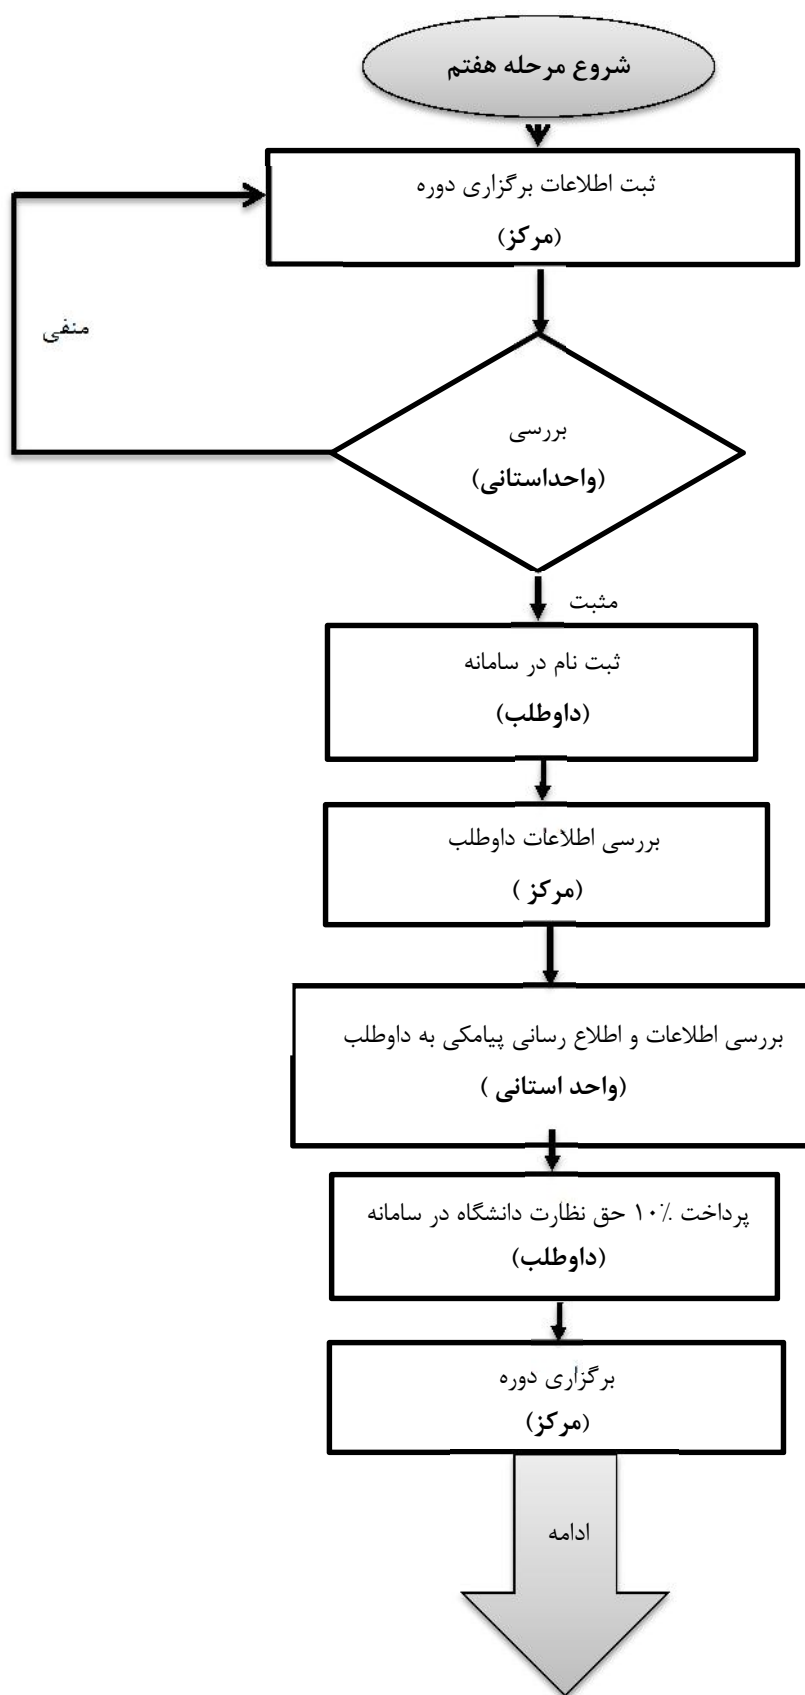 شروع مرحله هفتم
ثبت اطلاعات برگزاری دوره
(مرکز)
منفی
بررسی
(واحداستانی)
مثبت
ثبت نام در سامانه
(داوطلب)
بررسی اطلاعات داوطلب
(مرکز )
بررسی اطلاعات و اطلاع رسانی پیامکی به داوطلب
(واحد استانی )
پرداخت ۱۰٪ حق نظارت دانشگاه در سامانه
(داوطلب)
برگزاری دوره
(مرکز)
ادامه